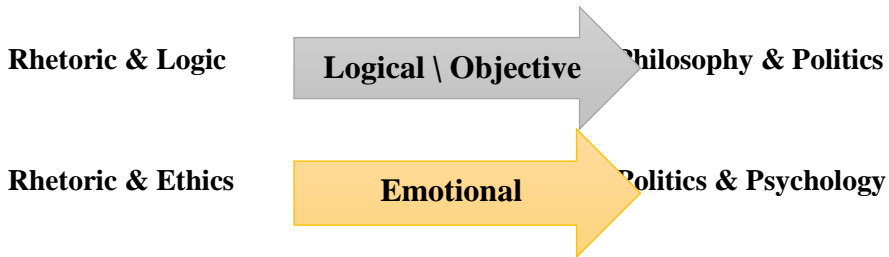 Rhetoric & Logic Logical \ Objective Philosophy & Politics
Rhetoric & Ethics Emotional Politics & Psychology